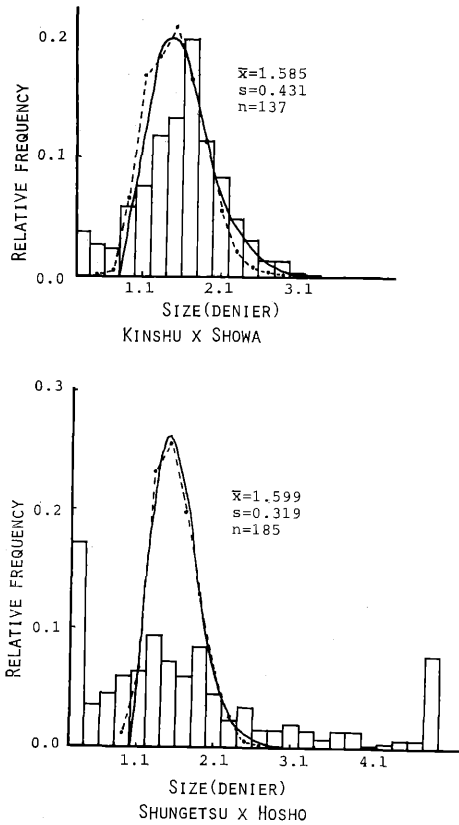 0.2
x̄=1.585
s=0.431
n=137
0.1
RELATIVE FREQUENCY
0.0
1.1 2.1 3.1
SIZE(DENIER)
KINSHU X SHOWA
0.3
x̄=1.599
s=0.319
n=185
0.2
RELATIVE FREQUENCY
0.1
0.0
1.1 2.1 3.1 4.1
SIZE(DENIER)
SHUNGETSU X HOSHO